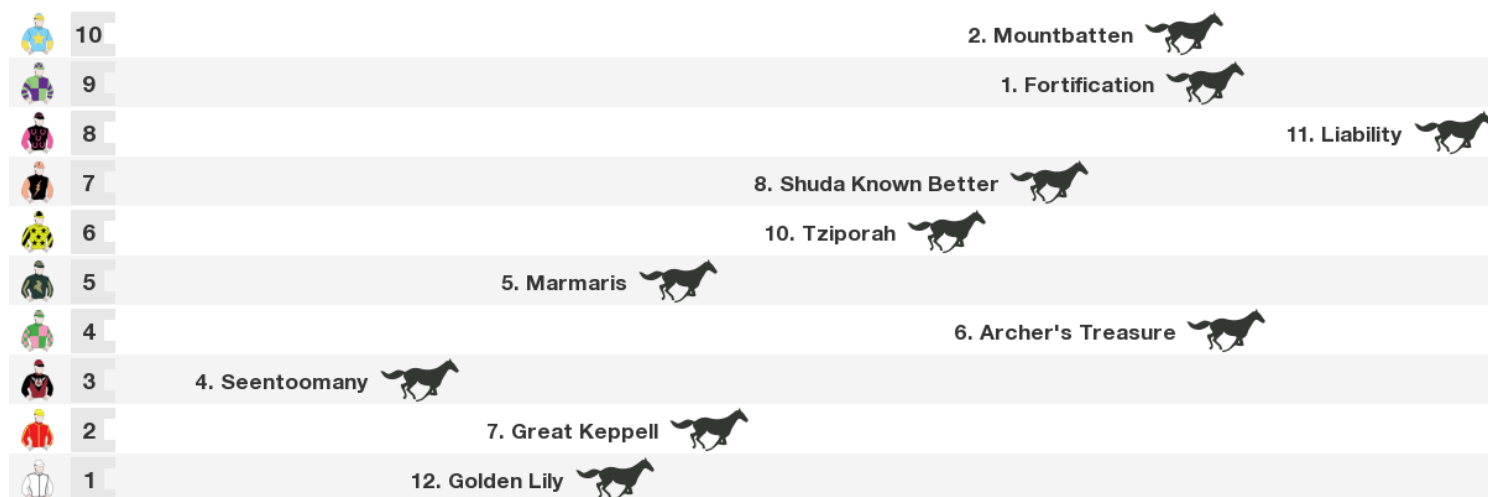 10 2. Mountbatten
9 1. Fortification
8 11. Liability
7 8. Shuda Known Better
6 10. Tziporah
5 5. Marmaris
4 6. Archer's Treasure
3 4. Seentoomany
2 7. Great Keppell
1 12. Golden Lily